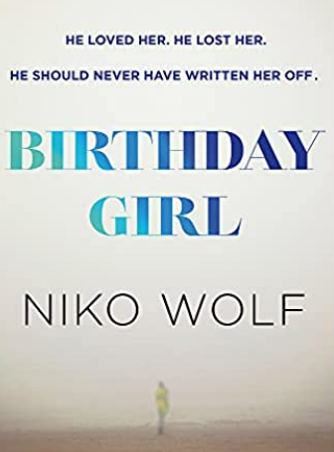 HE LOVED HER. HE LOST HER.
HE SHOULD NEVER HAVE WRITTEN HER OFF.
BIRTHDAY
GIRL
NIKO WOLF